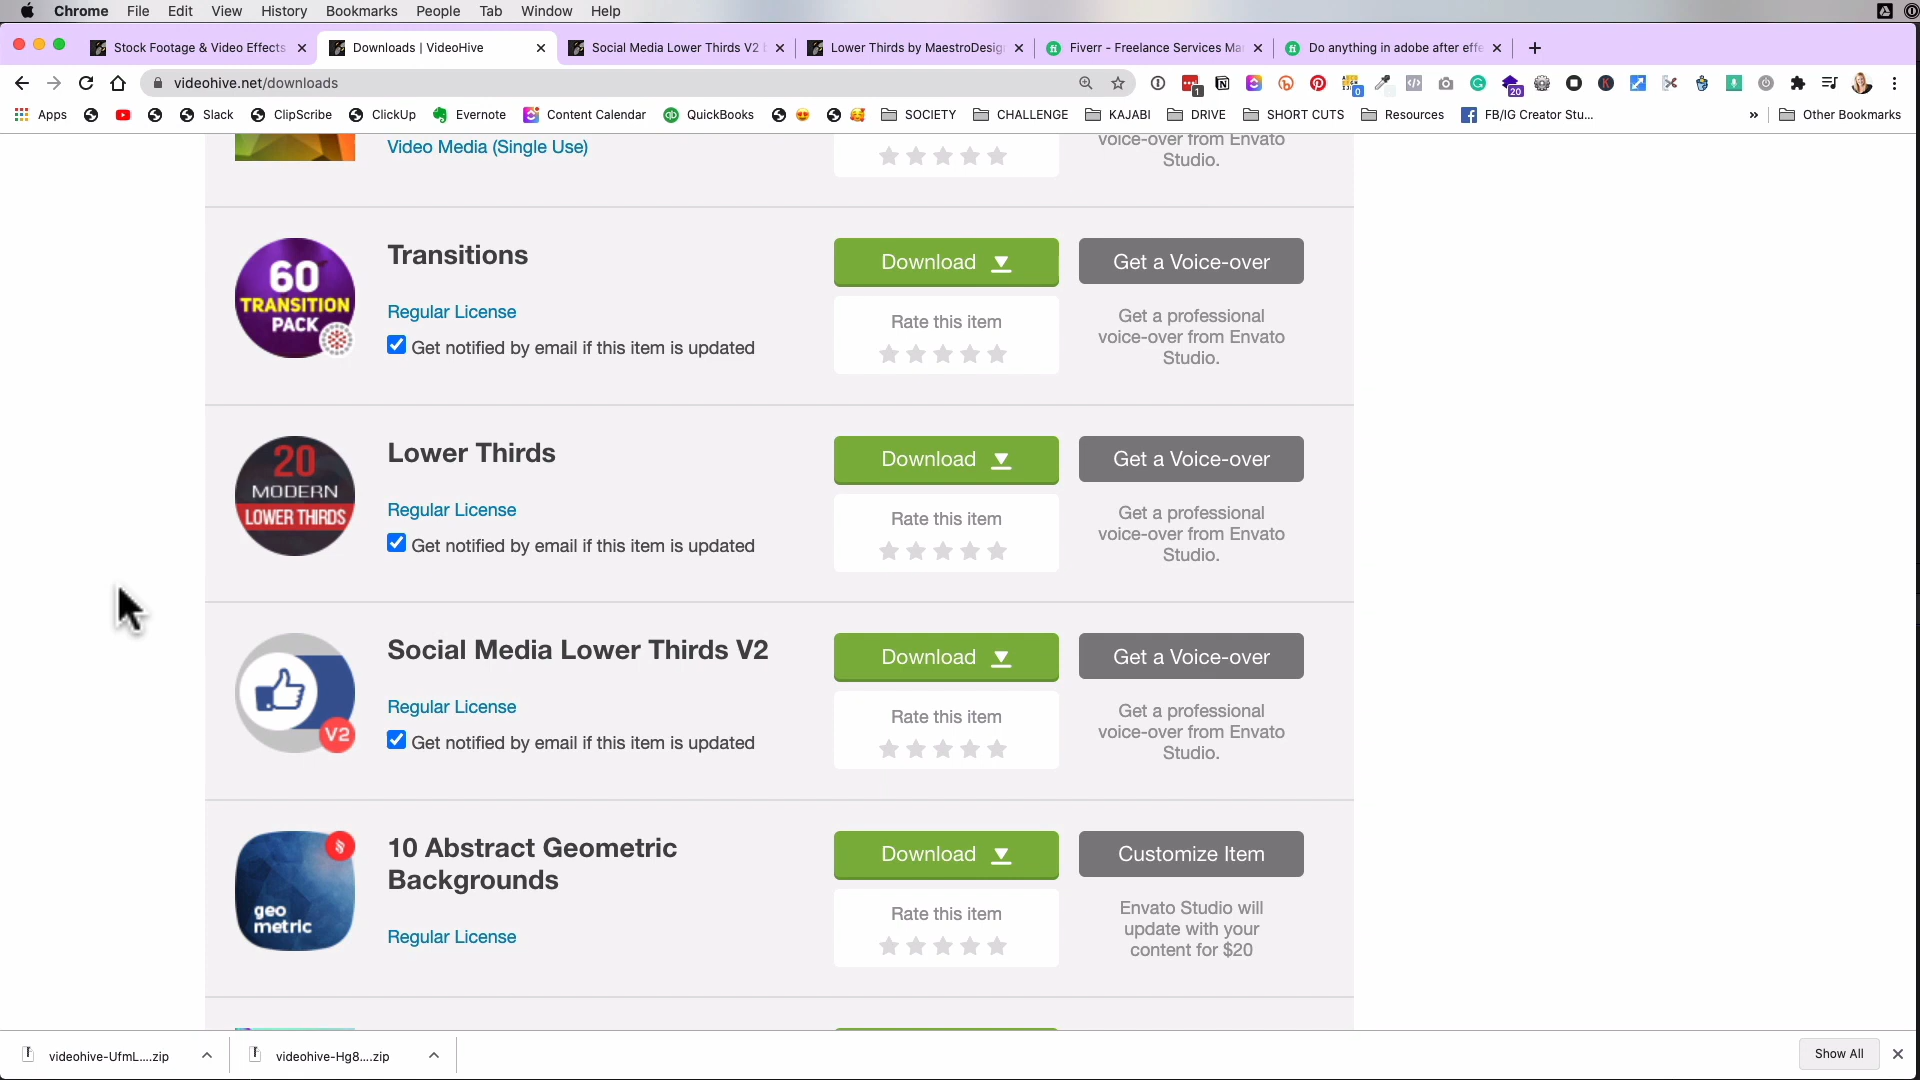 Chrome File Edit View History Bookmarks People Tab Window Help
Stock Footage & Video Effects
Downloads | VideoHive
Social Media Lower Thirds V2 b
Lower Thirds by MaestroDesig
Fiverr - Freelance Services Ma
Do anything in adobe after effe
videohive.net/downloads
1
0
20
Apps Slack ClipScribe ClickUp Evernote Content Calendar QuickBooks SOCIETY CHALLENGE KAJABI DRIVE SHORT CUTS Resources FB/IG Creator Stu... » Other Bookmarks
Video Media (Single Use)
voice-over from Envato
Studio.
60
TRANSITION
PACK
Transitions
Regular License
Get notified by email if this item is updated
Download
Rate this item
Get a Voice-over
Get a professional
voice-over from Envato
Studio.
20
MODERN
LOWER THIRDS
Lower Thirds
Regular License
Get notified by email if this item is updated
Download
Rate this item
Get a Voice-over
Get a professional
voice-over from Envato
Studio.
V2
Social Media Lower Thirds V2
Regular License
Get notified by email if this item is updated
Download
Rate this item
Get a Voice-over
Get a professional
voice-over from Envato
Studio.
geo
metric
10 Abstract Geometric
Backgrounds
Regular License
Download
Rate this item
Customize Item
Envato Studio will
update with your
content for $20
videohive-UfmL....zip
videohive-Hg8....zip
Show All